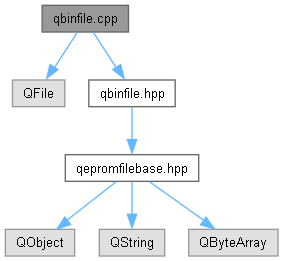 qbinfile.cpp
QFile
qbinfile.hpp
qepromfilebase.hpp
QObject
QString
QByteArray